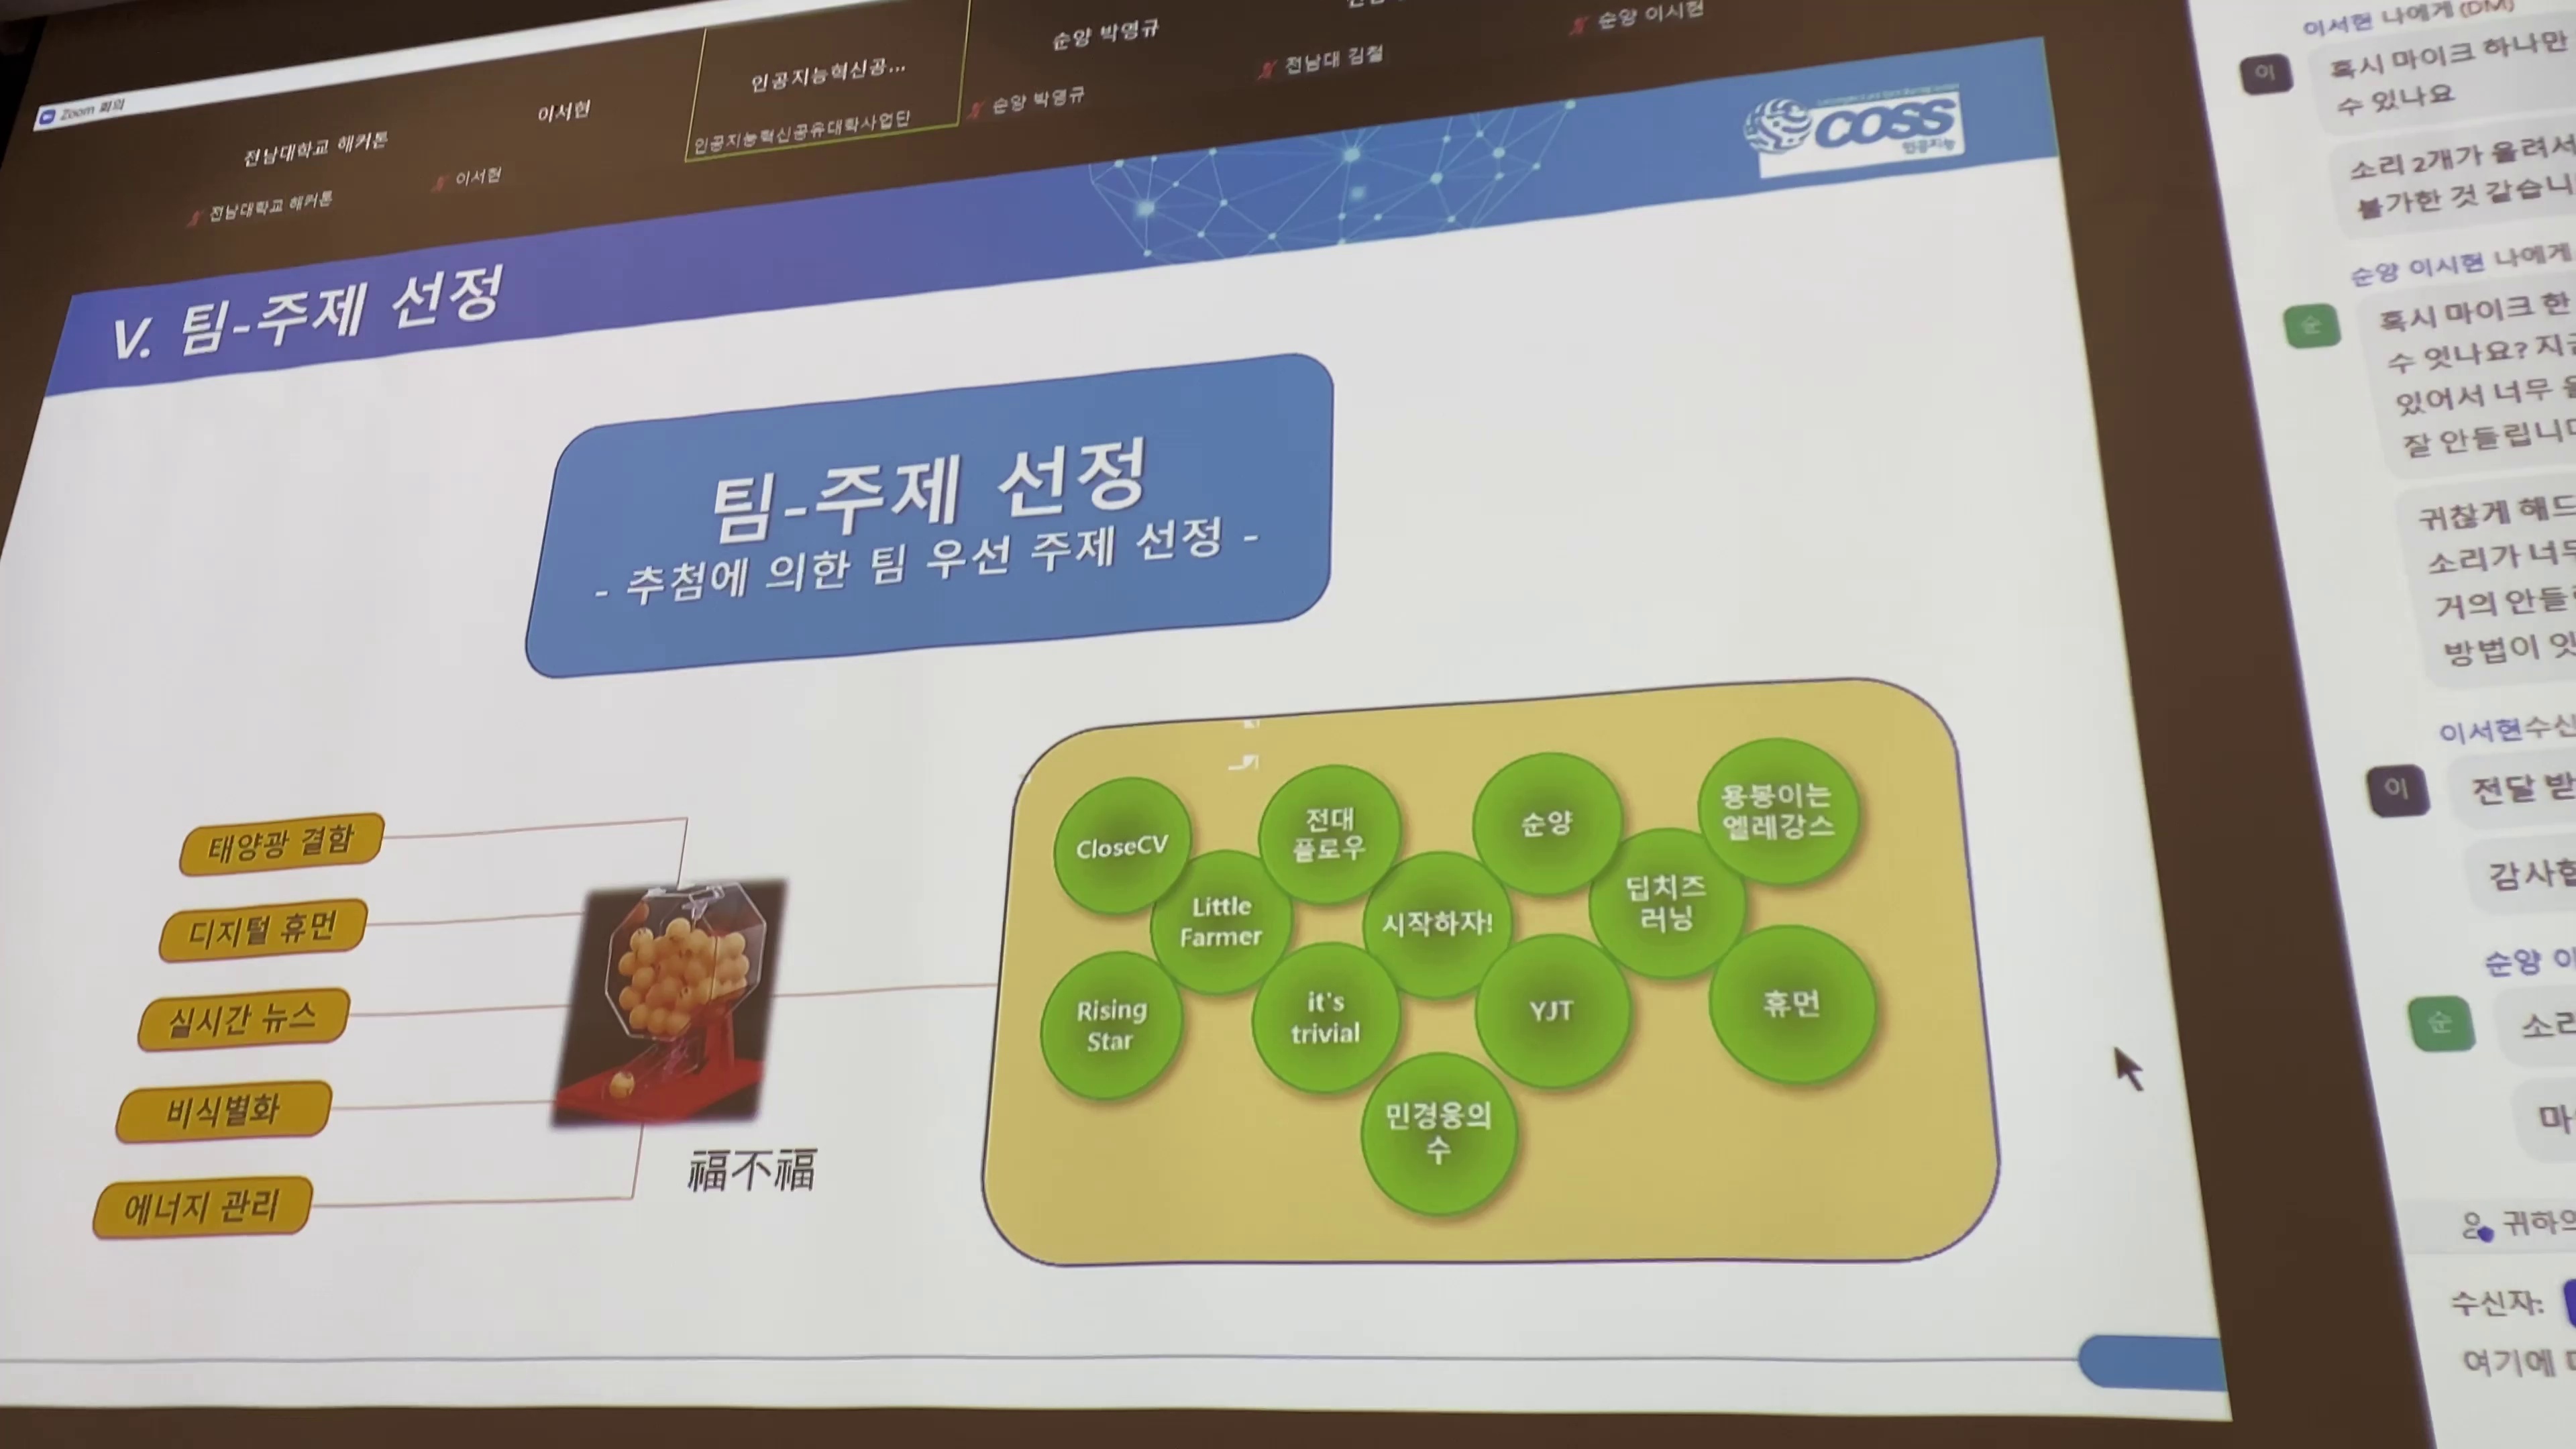 Zoom 회의
전남대학교 해커톤
이서현
인공지능혁신공...
순양 박영규
전남대학교 해커톤
이서현
인공지능혁신공유대학사업단
순양 박영규
전남대 김철
순양 이시현
COSS
인공지능
V. 팀-주제 선정
팀-주제 선정
- 추첨에 의한 팀 우선 주제 선정 -
태양광 결함
디지털 휴먼
실시간 뉴스
비식별화
에너지 관리
福不福
CloseCV
전대
플로우
순양
용봉이는
엘레강스
Little
Farmer
시작하자!
딥치즈
러닝
Rising
Star
it's
trivial
YJT
휴먼
민경웅의
수
이서현 나에게 (DM)
이
혹시 마이크 하나만
수 있나요
소리 2개가 울려서
불가한 것 같습니
순양 이시현 나에게
순
혹시 마이크 한
수 엇나요? 지금
있어서 너무
잘 안들립니다
귀찮게 해드
소리가 너무
거의 안들
방법이 잇
이서현수신
이
전달 받
감사합
순양 이
순
소리
마
귀하의
수신자:
여기에